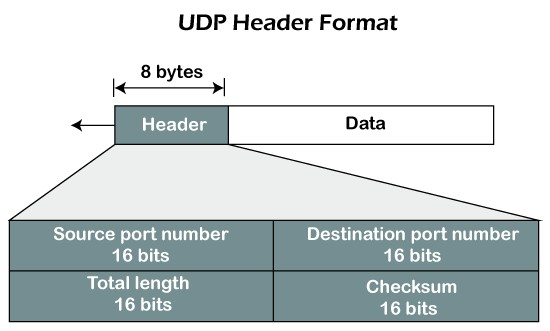 UDP Header Format
8 bytes
Header
Data
Source port number
16 bits
Destination port number
16 bits
Total length
16 bits
Checksum
16 bits